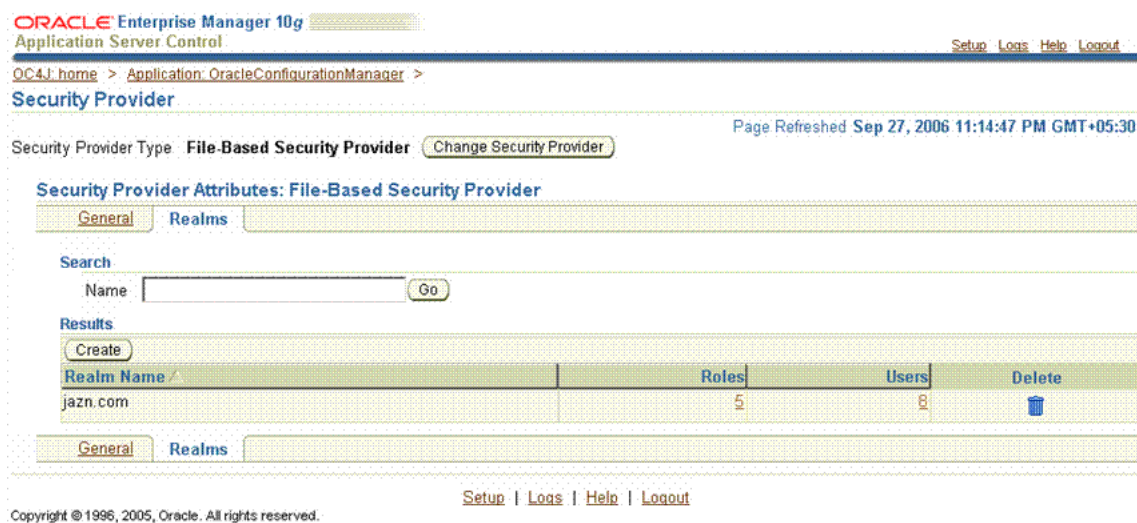 ORACLE Enterprise Manager 10g
Application Server Control
Setup Logs Help Logout
OC4J: home > Application: OracleConfigurationManager >
Security Provider
Page Refreshed Sep 27, 2006 11:14:47 PM GMT+05:30
Security Provider Type File-Based Security Provider Change Security Provider
Security Provider Attributes: File-Based Security Provider
General Realms
Search
Name Go
Results
Create
Realm Name Roles Users Delete
jazn.com 5 8
General Realms
Setup | Logs | Help | Logout
Copyright © 1996, 2005, Oracle. All rights reserved.